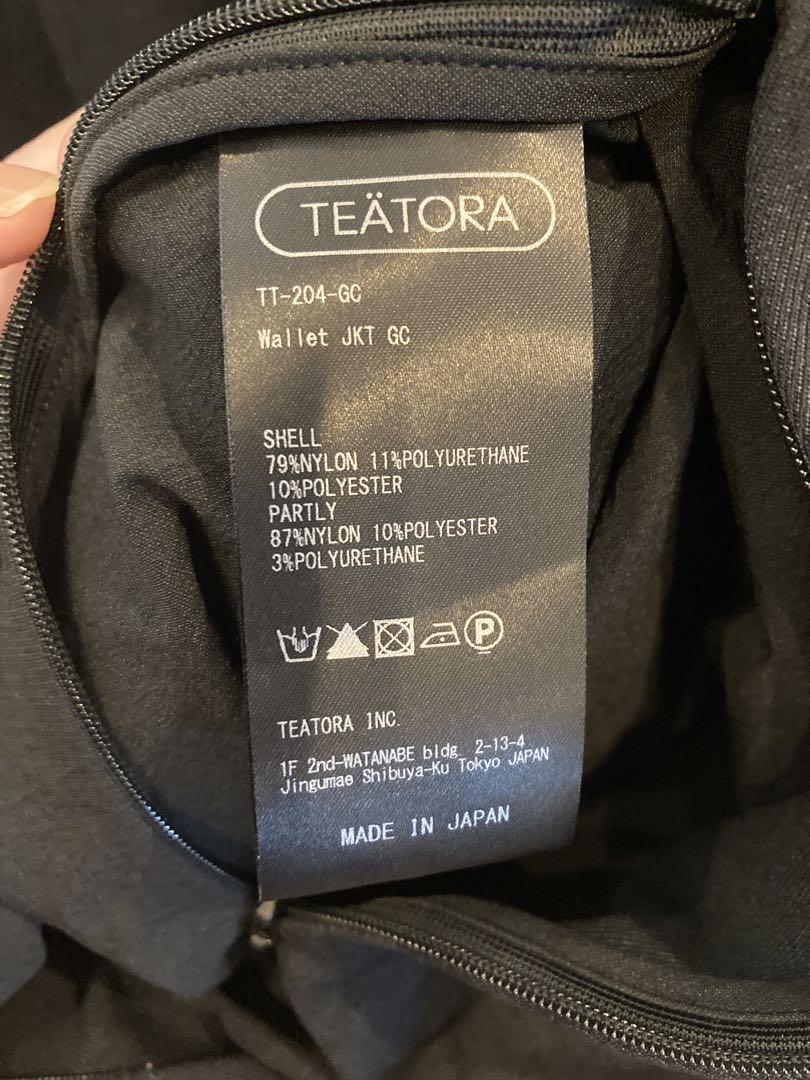 TEÄTORA
TT-204-GC
Wallet JKT GC
SHELL
79%NYLON 11%POLYURETHANE
10%POLYESTER
PARTLY
87%NYLON 10%POLYESTER
3%POLYURETHANE
P
TEATORA INC.
1F 2nd-WATANABE bldg. 2-13-4
Jingumae Shibuya-Ku Tokyo JAPAN
MADE IN JAPAN